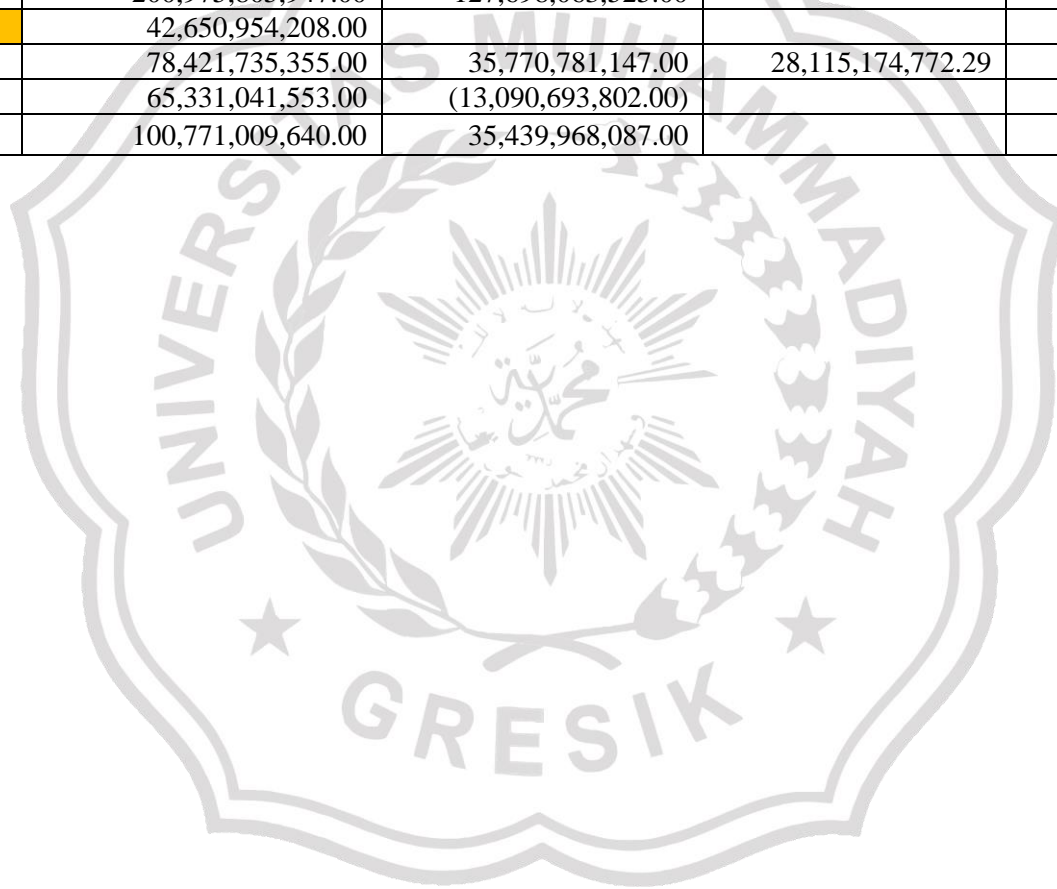 42,650,954,208.00
78,421,735,355.00 35,770,781,147.00 28,115,174,772.29
65,331,041,553.00 (13,090,693,802.00)
100,771,009,640.00 35,439,968,087.00
UNIVERSITAS MUHAMMADIYAH
محمد
GRESIK